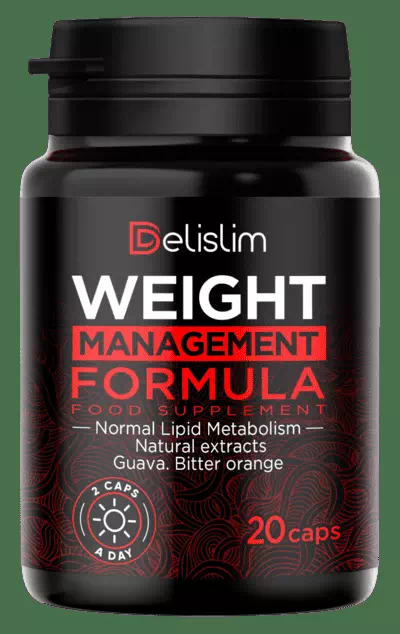 Delislim
WEIGHT
MANAGEMENT
FORMULA
FOOD SUPPLEMENT
Normal Lipid Metabolism
Natural extracts
Guava. Bitter orange
2 CAPS
A DAY
20 caps